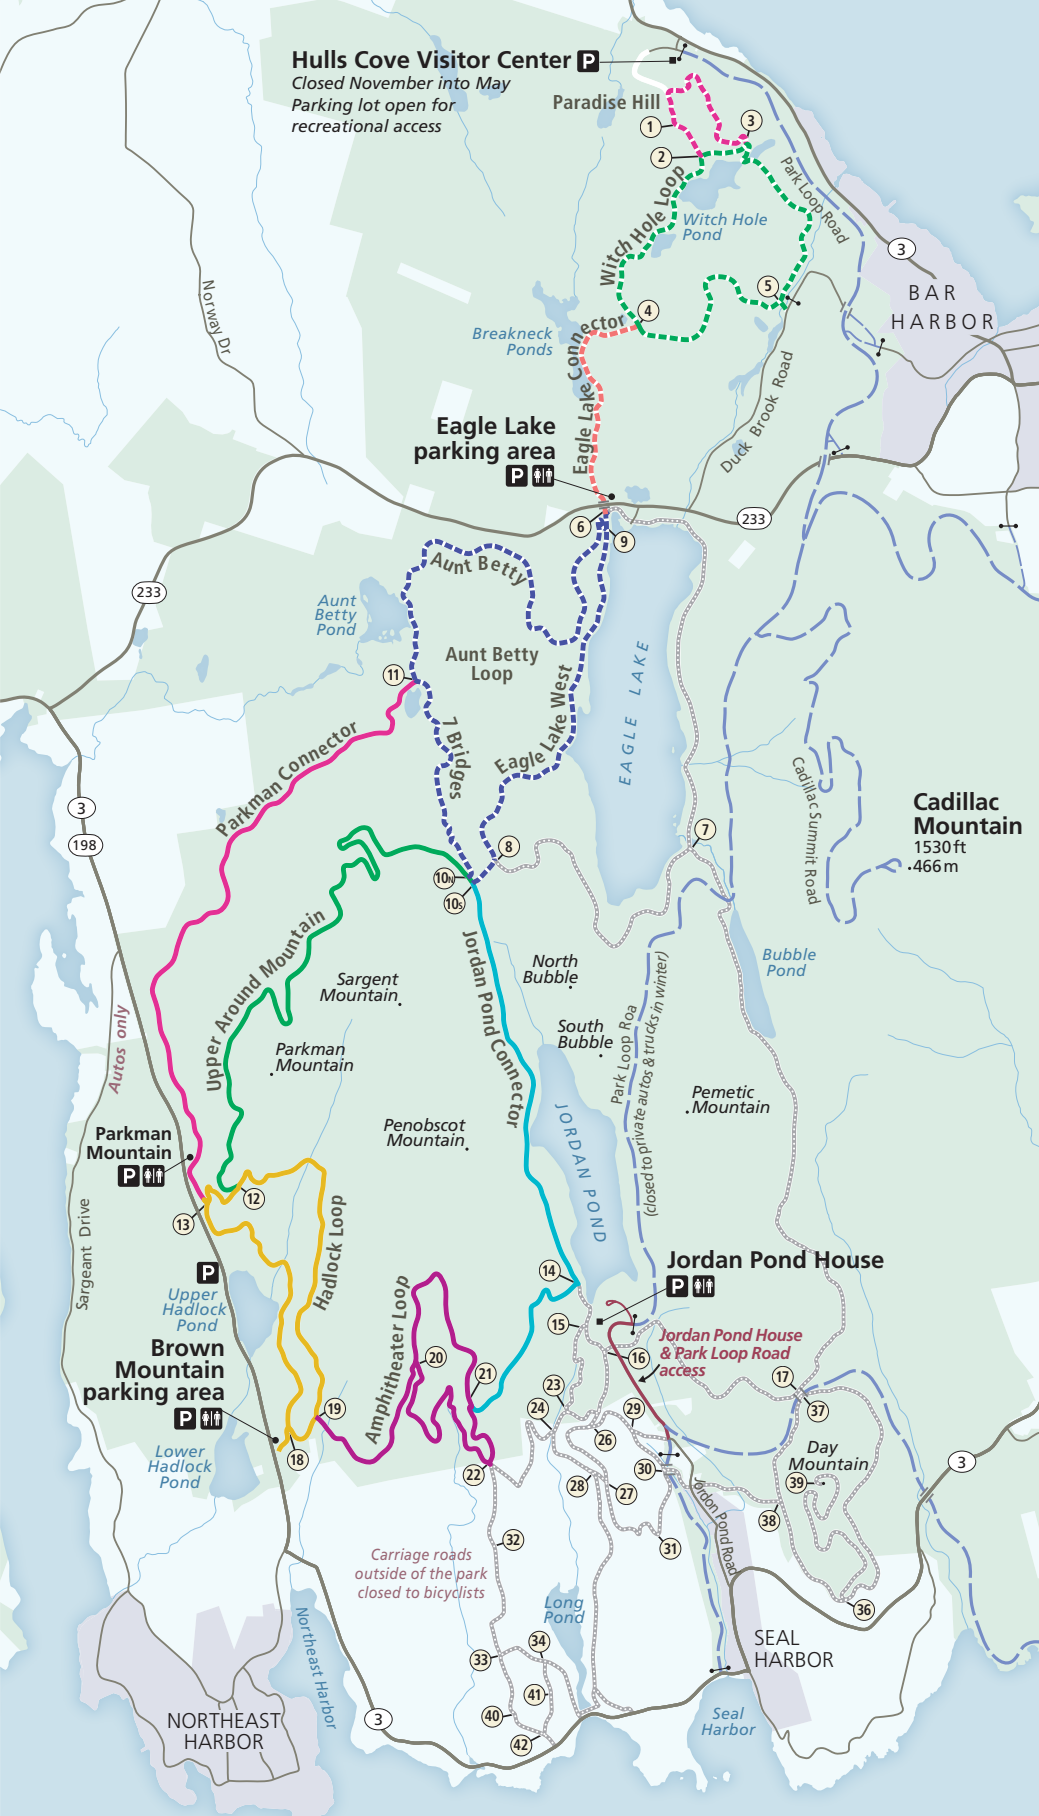 Hulls Cove Visitor Center P
Closed November into May
Parking lot open for
recreational access
Paradise Hill
1
2
3
Park Loop Road
Witch Hole Loop
Witch Hole
Pond
3
BAR
HARBOR
Norway Dr
5
4
Breakneck
Ponds
Eagle Lake Connector
Duck Brook Road
Eagle Lake
parking area
P
6
9
233
233
Aunt Betty
Aunt
Betty
Pond
Aunt Betty
Loop
EAGLE LAKE
11
7 Bridges
Eagle Lake West
Parkman Connector
Cadillac Summit Road
Cadillac
Mountain
1530 ft
466 m
3
198
7
8
10N
10S
Upper Around Mountain
Jordan Pond Connector
Sargent
Mountain
North
Bubble
Bubble
Pond
South
Bubble
Park Loop Roa
(closed to private autos & trucks in winter)
Autos only
Parkman
Mountain
Pemetic
Mountain
Penobscot
Mountain
JORDAN POND
Parkman
Mountain
P
12
13
Sargeant Drive
Hadlock Loop
Jordan Pond House
P
14
P
Upper
Hadlock
Pond
Amphitheater Loop
15
16
Jordan Pond House
& Park Loop Road
access
Brown
Mountain
parking area
P
20
21
17
37
19
23
24
29
26
Day
Mountain
Lower
Hadlock
Pond
18
22
28
27
30
39
3
38
Jordon Pond Road
32
31
Carriage roads
outside of the park
closed to bicyclists
Long
Pond
36
Northeast Harbor
34
33
SEAL
HARBOR
41
40
42
NORTHEAST
HARBOR
3
Seal
Harbor